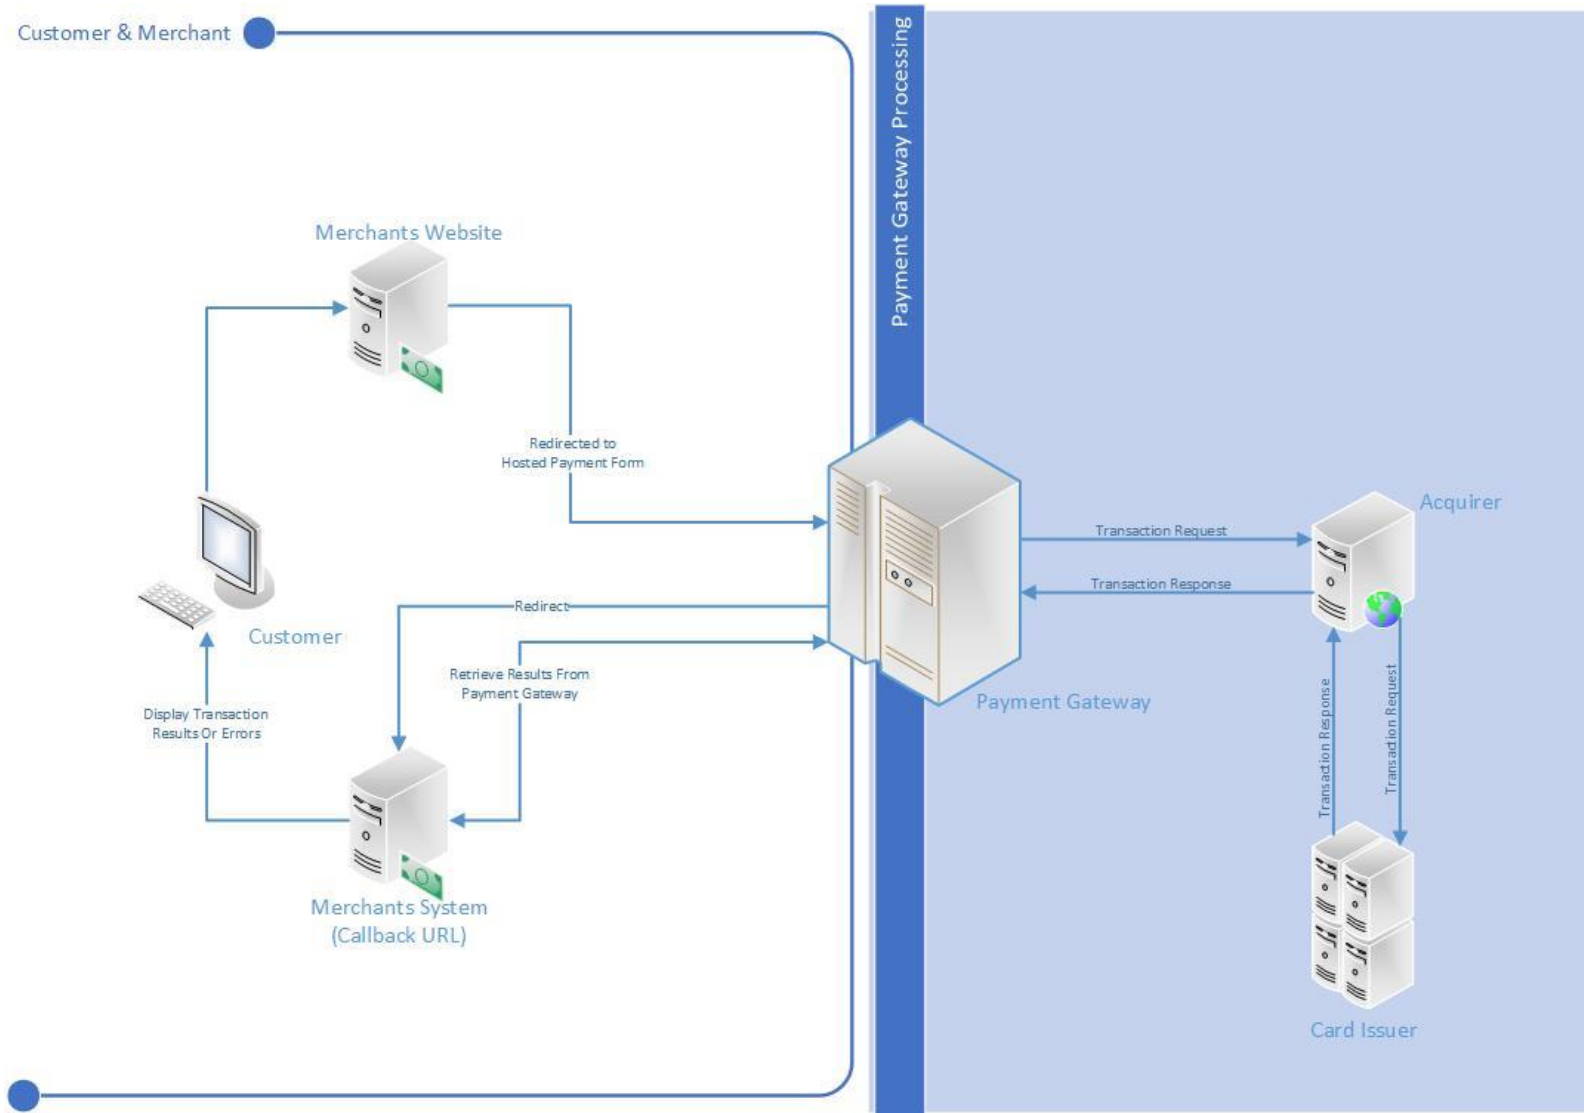 Customer & Merchant
Payment Gateway Processing
Merchants Website
Redirected to
Hosted Payment Form
Acquirer
Transaction Request
Transaction Response
Redirect
Customer
Retrieve Results From
Payment Gateway
Payment Gateway
Display Transaction
Results Or Errors
Transaction Response
Transaction Request
Merchants System
(Callback URL)
Card Issuer